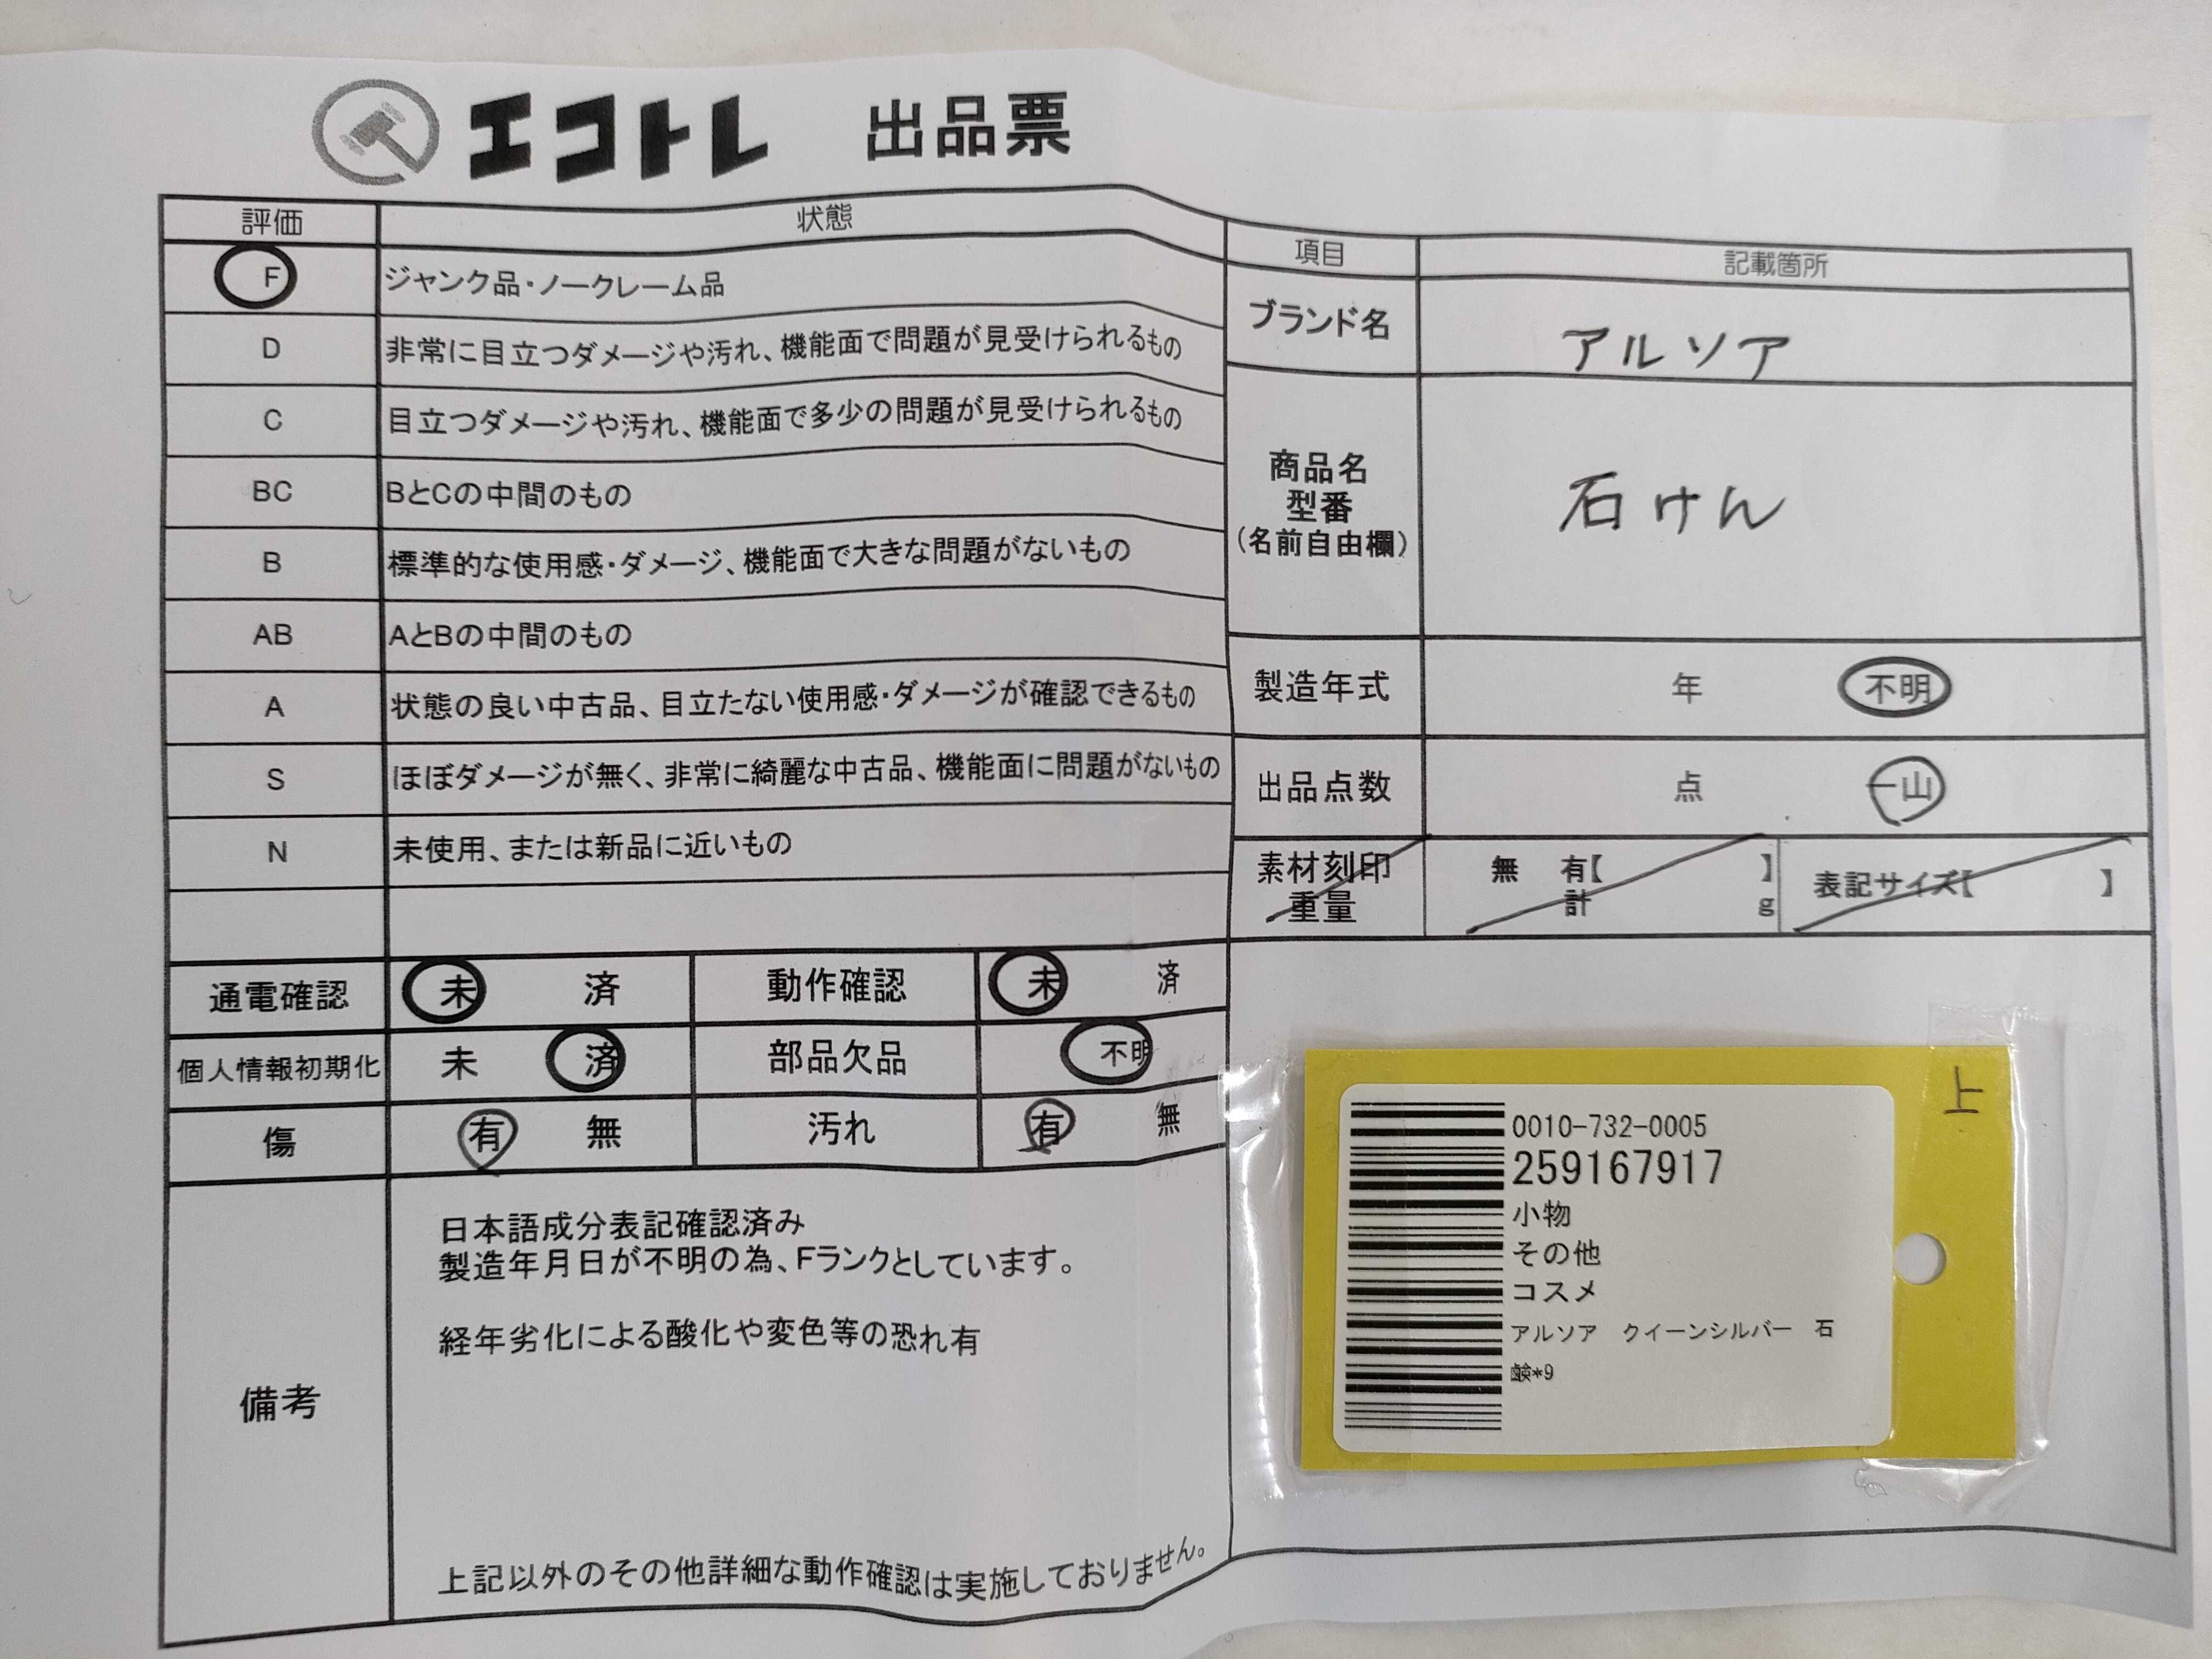 エコトレ 出品票
評価 状態
F ジャンク品・ノークレーム品
D 非常に目立つダメージや汚れ、機能面で問題が見受けられるもの
C 目立つダメージや汚れ、機能面で多少の問題が見受けられるもの
BC BとCの中間のもの
B 標準的な使用感・ダメージ、機能面で大きな問題がないもの
AB AとBの中間のもの
A 状態の良い中古品、目立たない使用感・ダメージが確認できるもの
S ほぼダメージが無く、非常に綺麗な中古品、機能面に問題がないもの
N 未使用、または新品に近いもの
通電確認 未 済 動作確認 未 済
個人情報初期化 未 済 部品欠品 不明
傷 有 無 汚れ 有 無
備考
日本語成分表記確認済み
製造年月日が不明の為、Fランクとしています。
経年劣化による酸化や変色等の恐れ有
上記以外のその他詳細な動作確認は実施しておりません。
項目 記載箇所
ブランド名 アルソア
商品名
型番
(名前自由欄)
石けん
製造年式 年 不明
出品点数 点 一山
素材刻印 無 有【 】 表記サイズ【 】
重量 計 g
上
0010-732-0005
259167917
小物
その他
コスメ
アルソア クイーンシルバー 石
鹸*9